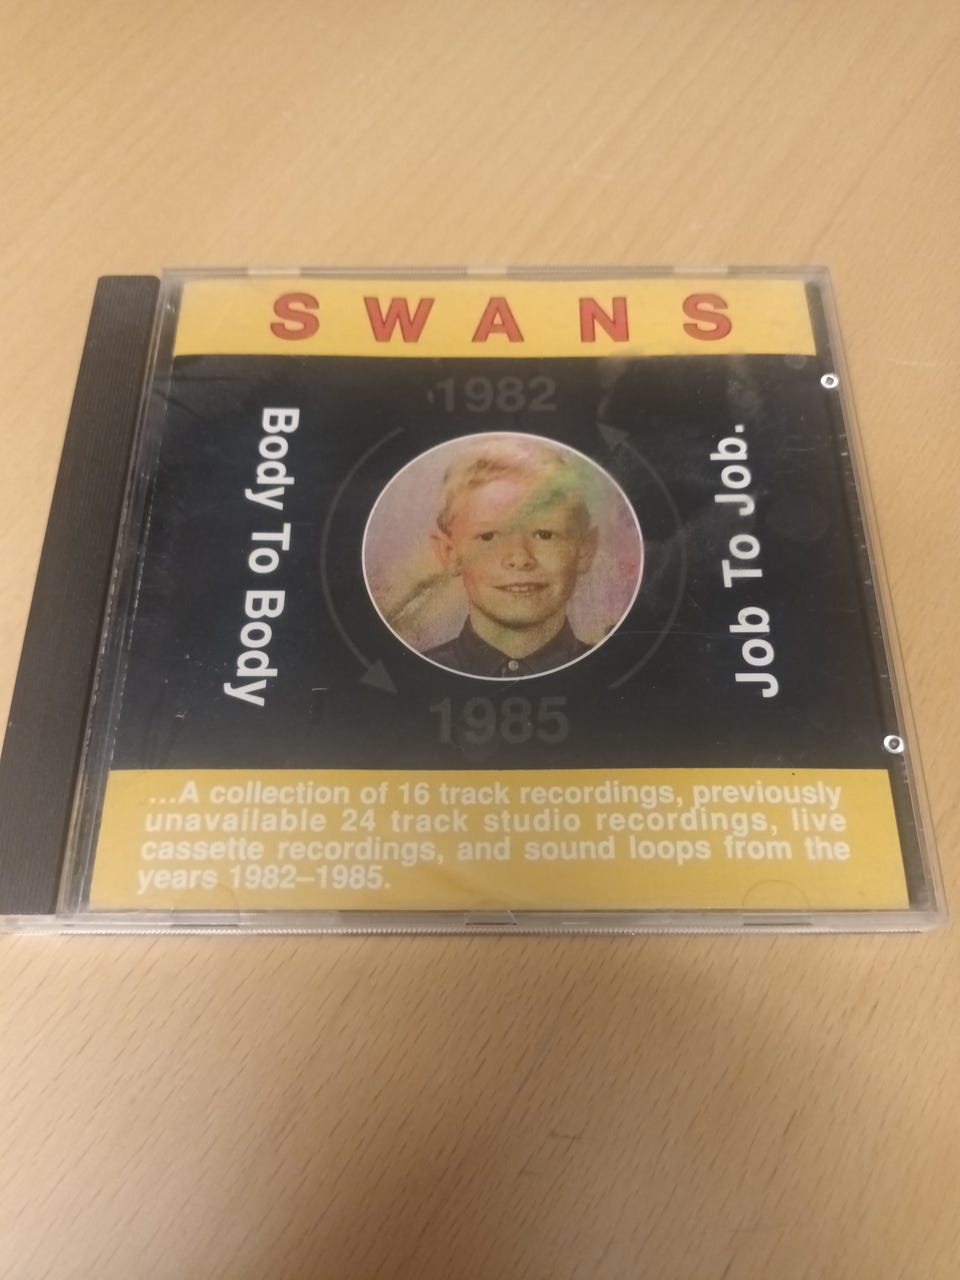 SWANS
1982
Body To Body
Job To Job.
1985
...A collection of 16 track recordings, previously
unavailable 24 track studio recordings, live
cassette recordings, and sound loops from the
years 1982–1985.